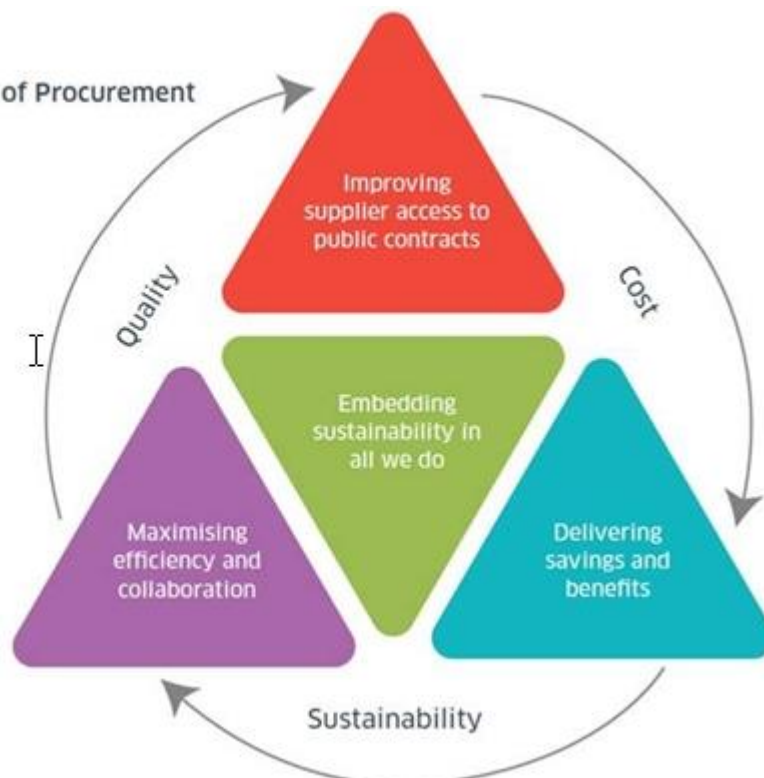 of Procurement
Improving
supplier access to
public contracts
Quality
Cost
Embedding
sustainability in
all we do
Maximising
efficiency and
collaboration
Delivering
savings and
benefits
Sustainability